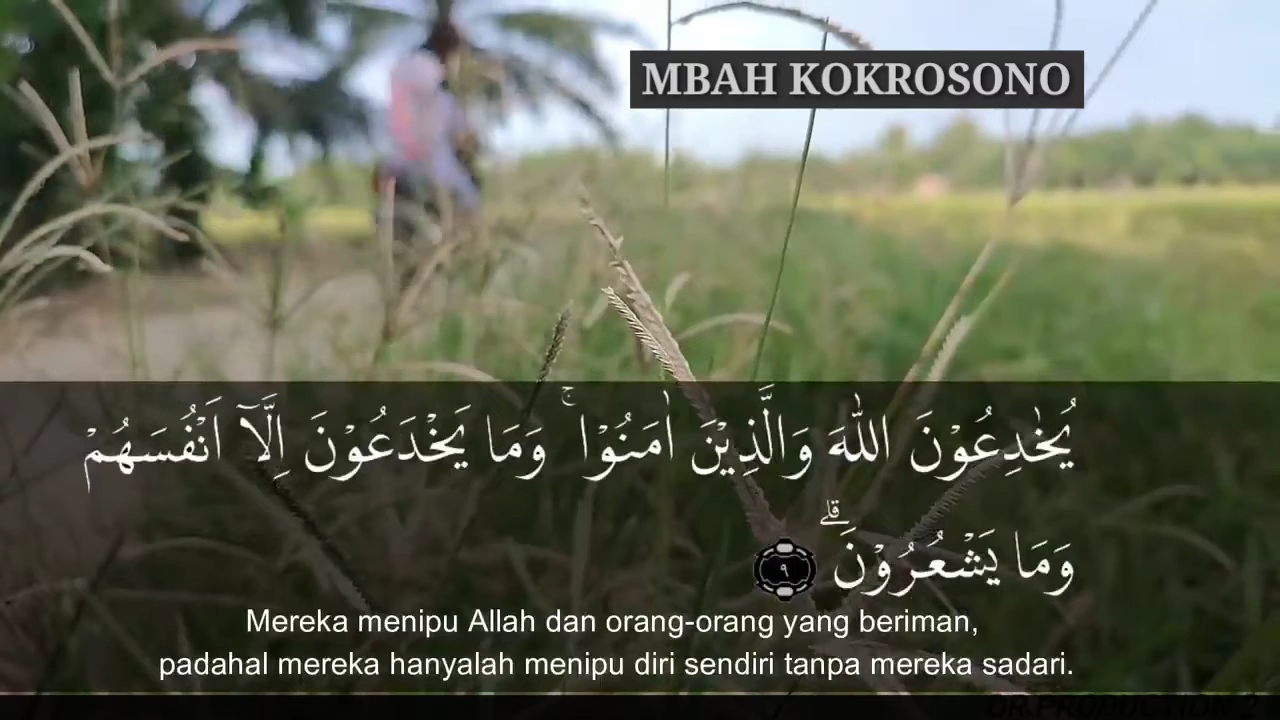 MBAH KOKROSONO
يُخٰدِعُوْنَ اللّٰهَ وَالَّذِيْنَ اٰمَنُوْا ۚ وَمَا يَخْدَعُوْنَ اِلَّآ اَنْفُسَهُمْ
وَمَا يَشْعُرُوْنَ ۗ ٩
Mereka menipu Allah dan orang-orang yang beriman,
padahal mereka hanyalah menipu diri sendiri tanpa mereka sadari.